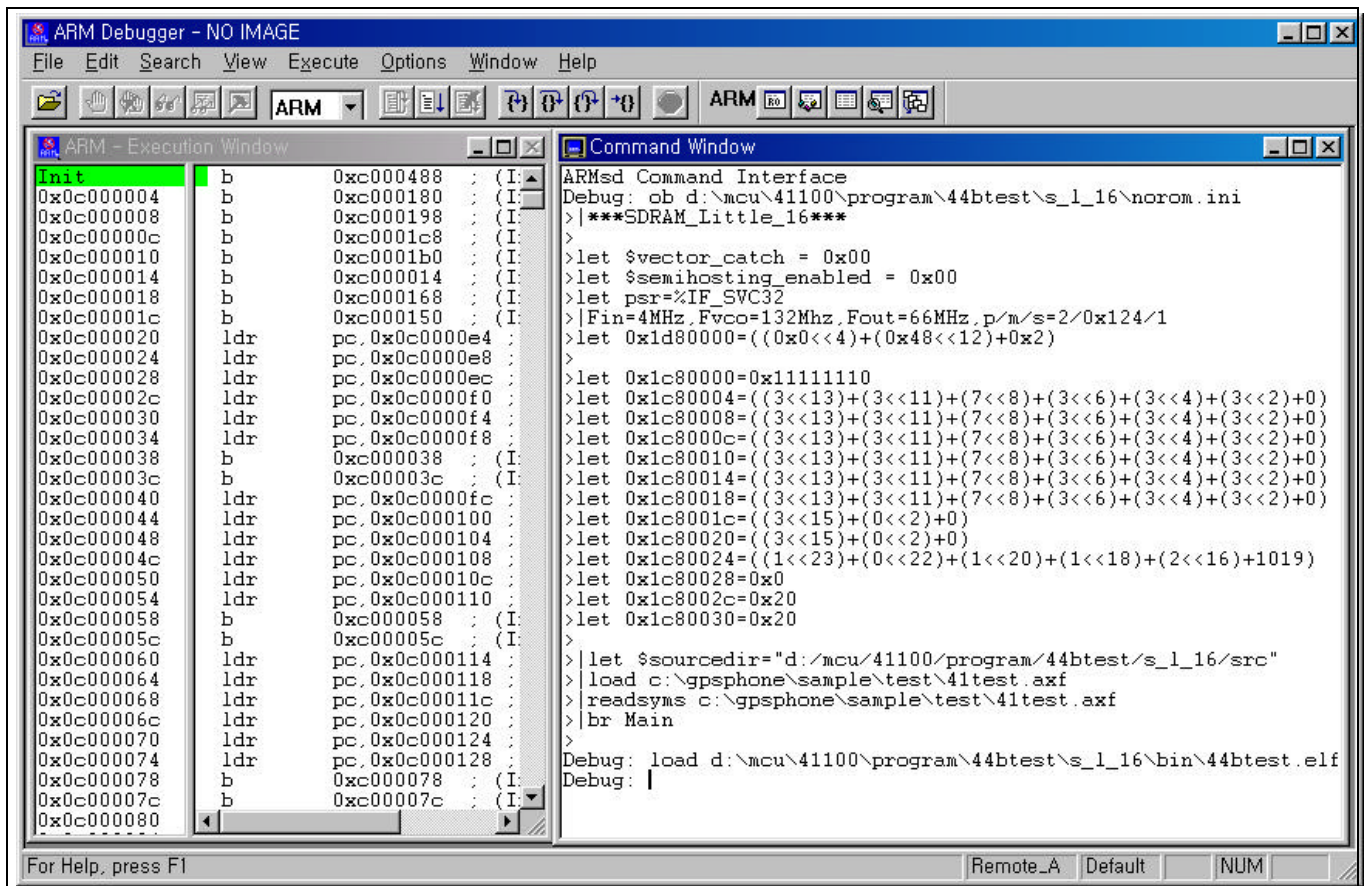 ARM Debugger - NO IMAGE
File Edit Search View Execute Options Window Help
ARM
ARM
ARM - Execution Window
Init b 0xc000488 ; (I:
0x0c000004 b 0xc000180 ; (I:
0x0c000008 b 0xc000198 ; (I:
0x0c00000c b 0xc0001c8 ; (I:
0x0c000010 b 0xc0001b0 ; (I:
0x0c000014 b 0xc000014 ; (I:
0x0c000018 b 0xc000168 ; (I:
0x0c00001c b 0xc000150 ; (I:
0x0c000020 ldr pc,0x0c0000e4 ;
0x0c000024 ldr pc,0x0c0000e8 ;
0x0c000028 ldr pc,0x0c0000ec ;
0x0c00002c ldr pc,0x0c0000f0 ;
0x0c000030 ldr pc,0x0c0000f4 ;
0x0c000034 ldr pc,0x0c0000f8 ;
0x0c000038 b 0xc000038 ; (I:
0x0c00003c b 0xc00003c ; (I:
0x0c000040 ldr pc,0x0c0000fc ;
0x0c000044 ldr pc,0x0c000100 ;
0x0c000048 ldr pc,0x0c000104 ;
0x0c00004c ldr pc,0x0c000108 ;
0x0c000050 ldr pc,0x0c00010c ;
0x0c000054 ldr pc,0x0c000110 ;
0x0c000058 b 0xc000058 ; (I:
0x0c00005c b 0xc00005c ; (I:
0x0c000060 ldr pc,0x0c000114 ;
0x0c000064 ldr pc,0x0c000118 ;
0x0c000068 ldr pc,0x0c00011c ;
0x0c00006c ldr pc,0x0c000120 ;
0x0c000070 ldr pc,0x0c000124 ;
0x0c000074 ldr pc,0x0c000128 ;
0x0c000078 b 0xc000078 ; (I:
0x0c00007c b 0xc00007c ; (I:
0x0c000080
Command Window
ARMsd Command Interface
Debug: ob d:\mcu\41100\program\44btest\s_l_16\norom.ini
>|***SDRAM_Little_16***
>
>let $vector_catch = 0x00
>let $semihosting_enabled = 0x00
>let psr=%IF_SVC32
>|Fin=4MHz,Fvco=132Mhz,Fout=66MHz,p/m/s=2/0x124/1
>let 0x1d80000=((0x0<<4)+(0x48<<12)+0x2)
>
>let 0x1c80000=0x11111110
>let 0x1c80004=((3<<13)+(3<<11)+(7<<8)+(3<<6)+(3<<4)+(3<<2)+0)
>let 0x1c80008=((3<<13)+(3<<11)+(7<<8)+(3<<6)+(3<<4)+(3<<2)+0)
>let 0x1c8000c=((3<<13)+(3<<11)+(7<<8)+(3<<6)+(3<<4)+(3<<2)+0)
>let 0x1c80010=((3<<13)+(3<<11)+(7<<8)+(3<<6)+(3<<4)+(3<<2)+0)
>let 0x1c80014=((3<<13)+(3<<11)+(7<<8)+(3<<6)+(3<<4)+(3<<2)+0)
>let 0x1c80018=((3<<13)+(3<<11)+(7<<8)+(3<<6)+(3<<4)+(3<<2)+0)
>let 0x1c8001c=((3<<15)+(0<<2)+0)
>let 0x1c80020=((3<<15)+(0<<2)+0)
>let 0x1c80024=((1<<23)+(0<<22)+(1<<20)+(1<<18)+(2<<16)+1019)
>let 0x1c80028=0x0
>let 0x1c8002c=0x20
>let 0x1c80030=0x20
>
>|let $sourcedir="d:/mcu/41100/program/44btest/s_l_16/src"
>|load c:\gpsphone\sample\test\41test.axf
>|readsyms c:\gpsphone\sample\test\41test.axf
>|br Main
>
Debug: load d:\mcu\41100\program\44btest\s_l_16\bin\44btest.elf
Debug:
For Help, press F1
Remote_A Default NUM